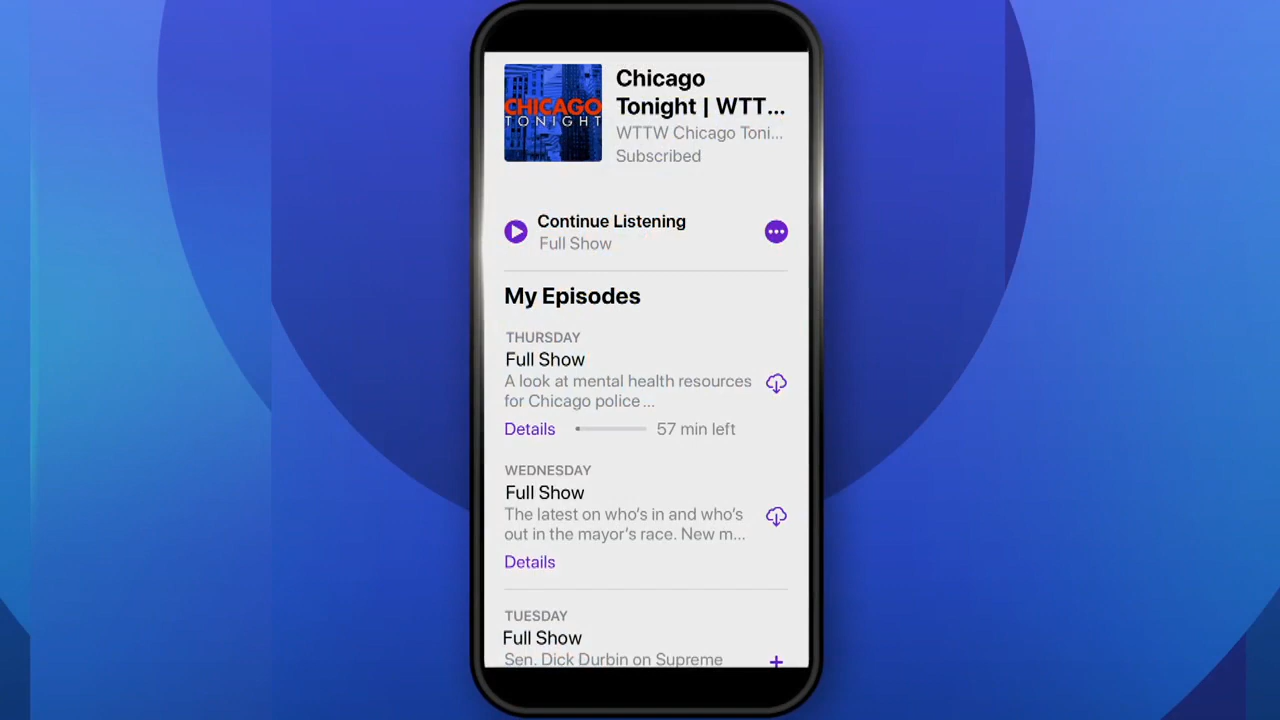 CHICAGO
TONIGHT
Chicago
Tonight | WTT...
WTTW Chicago Toni...
Subscribed
Continue Listening
Full Show
My Episodes
THURSDAY
Full Show
A look at mental health resources
for Chicago police ...
Details
57 min left
WEDNESDAY
Full Show
The latest on who’s in and who’s
out in the mayor’s race. New m...
Details
TUESDAY
Full Show
Sen. Dick Durbin on Supreme